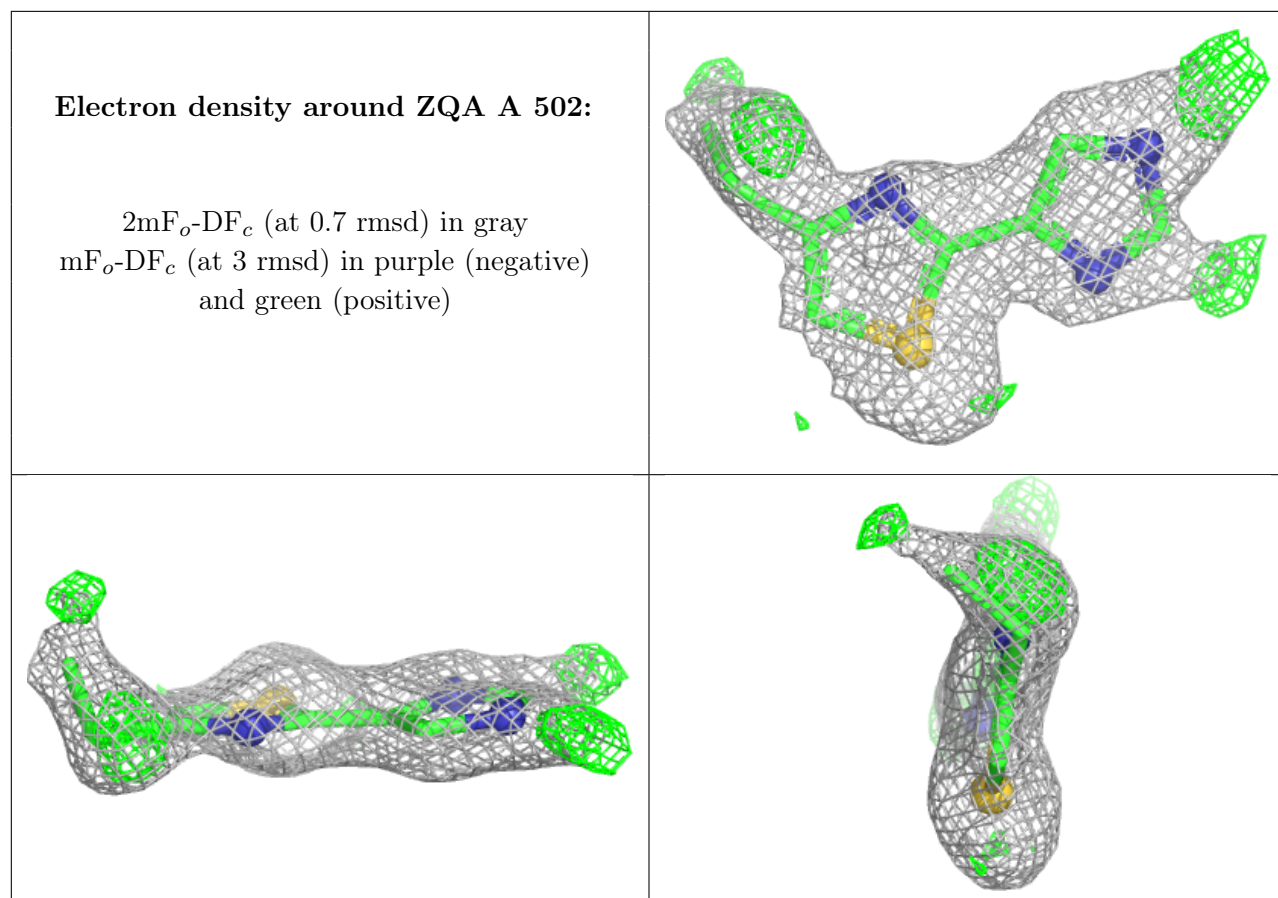 Electron density around ZQA A 502:
2mFₒ-DF𝒸 (at 0.7 rmsd) in gray
mFₒ-DF𝒸 (at 3 rmsd) in purple (negative)
and green (positive)